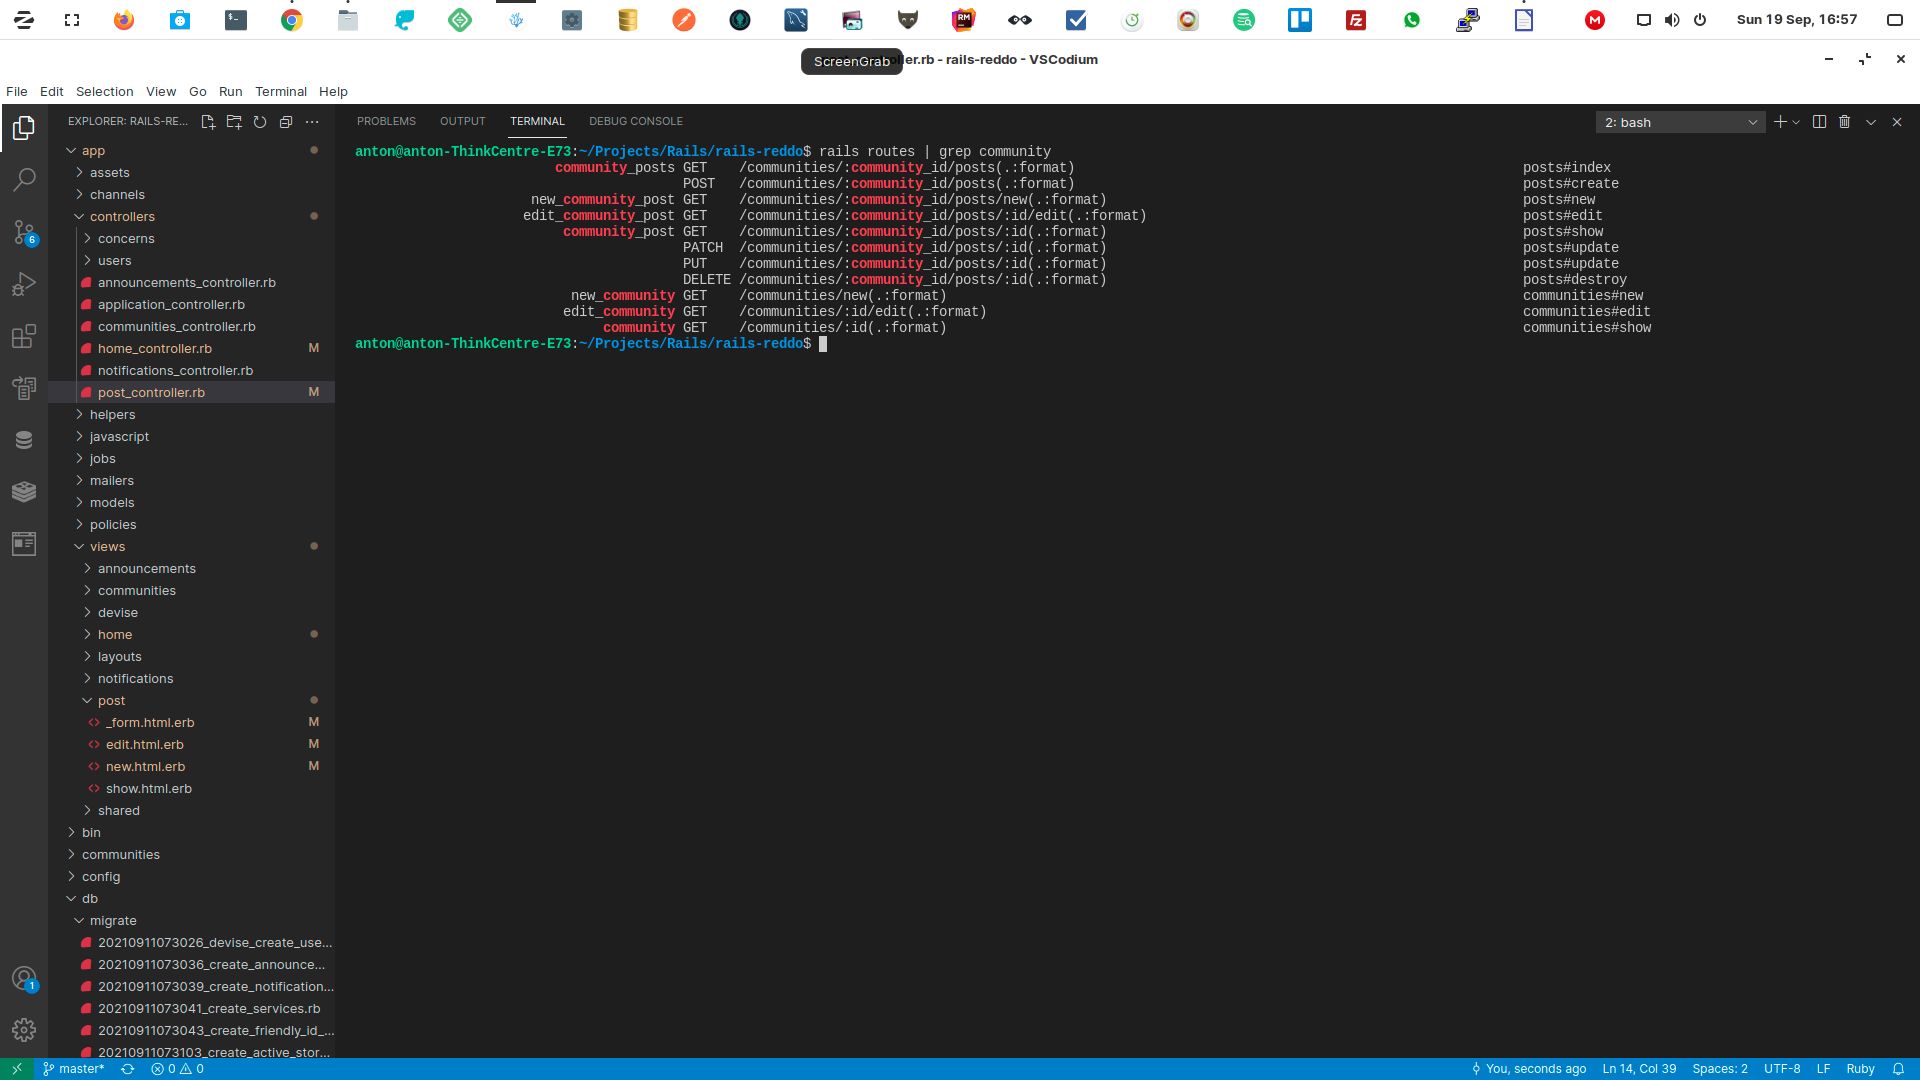 Sun 19 Sep, 16:57
ScreenGrab
ler.rb - rails-reddo - VSCodium
File Edit Selection View Go Run Terminal Help
EXPLORER: RAILS-RE...
app
assets
channels
controllers
concerns
users
announcements_controller.rb
application_controller.rb
communities_controller.rb
home_controller.rb M
notifications_controller.rb
post_controller.rb M
helpers
javascript
jobs
mailers
models
policies
views
announcements
communities
devise
home
layouts
notifications
post
_form.html.erb M
edit.html.erb M
new.html.erb M
show.html.erb
shared
bin
communities
config
db
migrate
20210911073026_devise_create_use...
20210911073036_create_announce...
20210911073039_create_notification...
20210911073041_create_services.rb
20210911073043_create_friendly_id_...
20210911073103_create_active_stor...
6
1
PROBLEMS OUTPUT TERMINAL DEBUG CONSOLE
2: bash
anton@anton-ThinkCentre-E73:~/Projects/Rails/rails-reddo$ rails routes | grep community
community_posts GET /communities/:community_id/posts(.:format) posts#index
POST /communities/:community_id/posts(.:format) posts#create
new_community_post GET /communities/:community_id/posts/new(.:format) posts#new
edit_community_post GET /communities/:community_id/posts/:id/edit(.:format) posts#edit
community_post GET /communities/:community_id/posts/:id(.:format) posts#show
PATCH /communities/:community_id/posts/:id(.:format) posts#update
PUT /communities/:community_id/posts/:id(.:format) posts#update
DELETE /communities/:community_id/posts/:id(.:format) posts#destroy
new_community GET /communities/new(.:format) communities#new
edit_community GET /communities/:id/edit(.:format) communities#edit
community GET /communities/:id(.:format) communities#show
anton@anton-ThinkCentre-E73:~/Projects/Rails/rails-reddo$
master* 0 0 You, seconds ago Ln 14, Col 39 Spaces: 2 UTF-8 LF Ruby